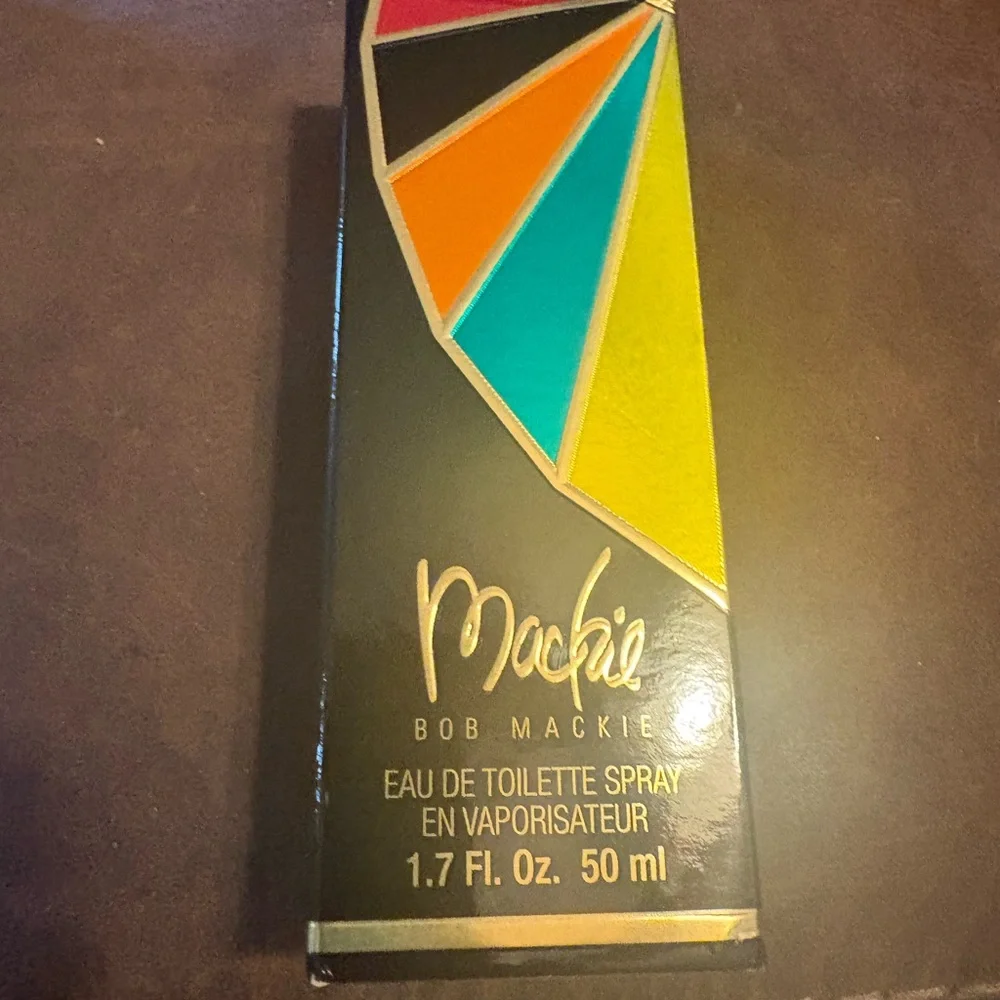 Mackie
BOB MACKIE
EAU DE TOILETTE SPRAY
EN VAPORISATEUR
1.7 Fl. Oz. 50 ml